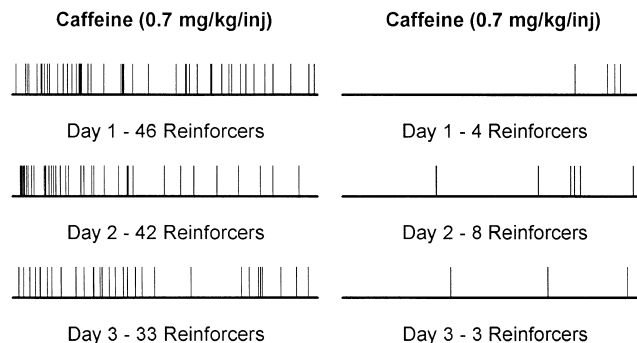 Caffeine (0.7 mg/kg/inj)
Caffeine (0.7 mg/kg/inj)
Day 1 - 46 Reinforcers
Day 1 - 4 Reinforcers
Day 2 - 42 Reinforcers
Day 2 - 8 Reinforcers
Day 3 - 33 Reinforcers
Day 3 - 3 Reinforcers